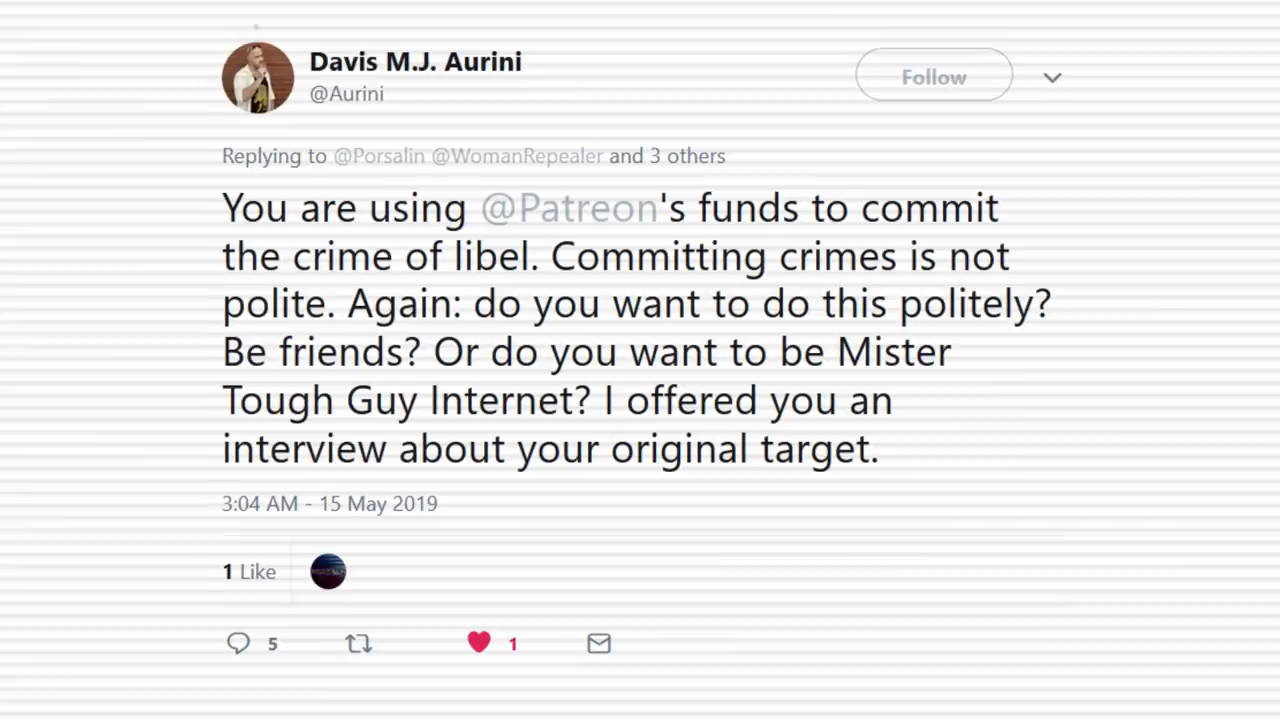 Davis M.J. Aurini
@Aurini
Follow
Replying to @Porsalin @WomanRepealer and 3 others
You are using @Patreon's funds to commit
the crime of libel. Committing crimes is not
polite. Again: do you want to do this politely?
Be friends? Or do you want to be Mister
Tough Guy Internet? I offered you an
interview about your original target.
3:04 AM - 15 May 2019
1 Like
5
1